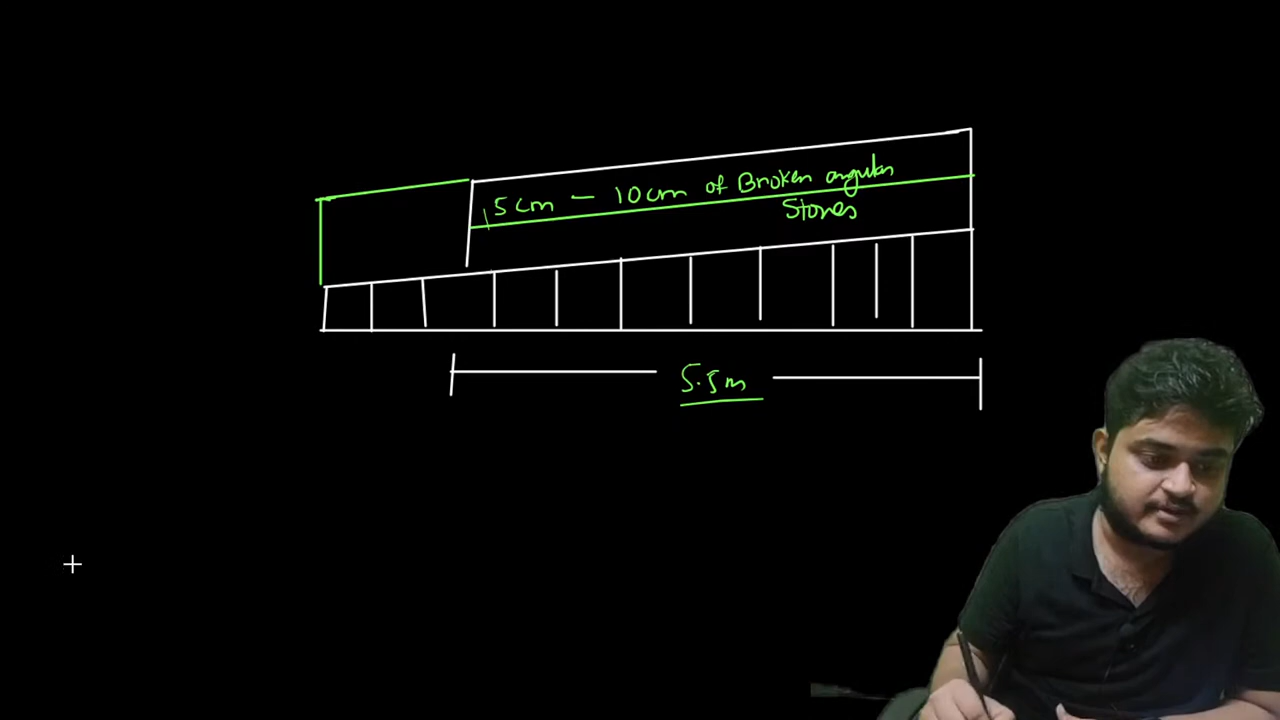 5cm – 10cm of Broken angular
Stones
5.5m